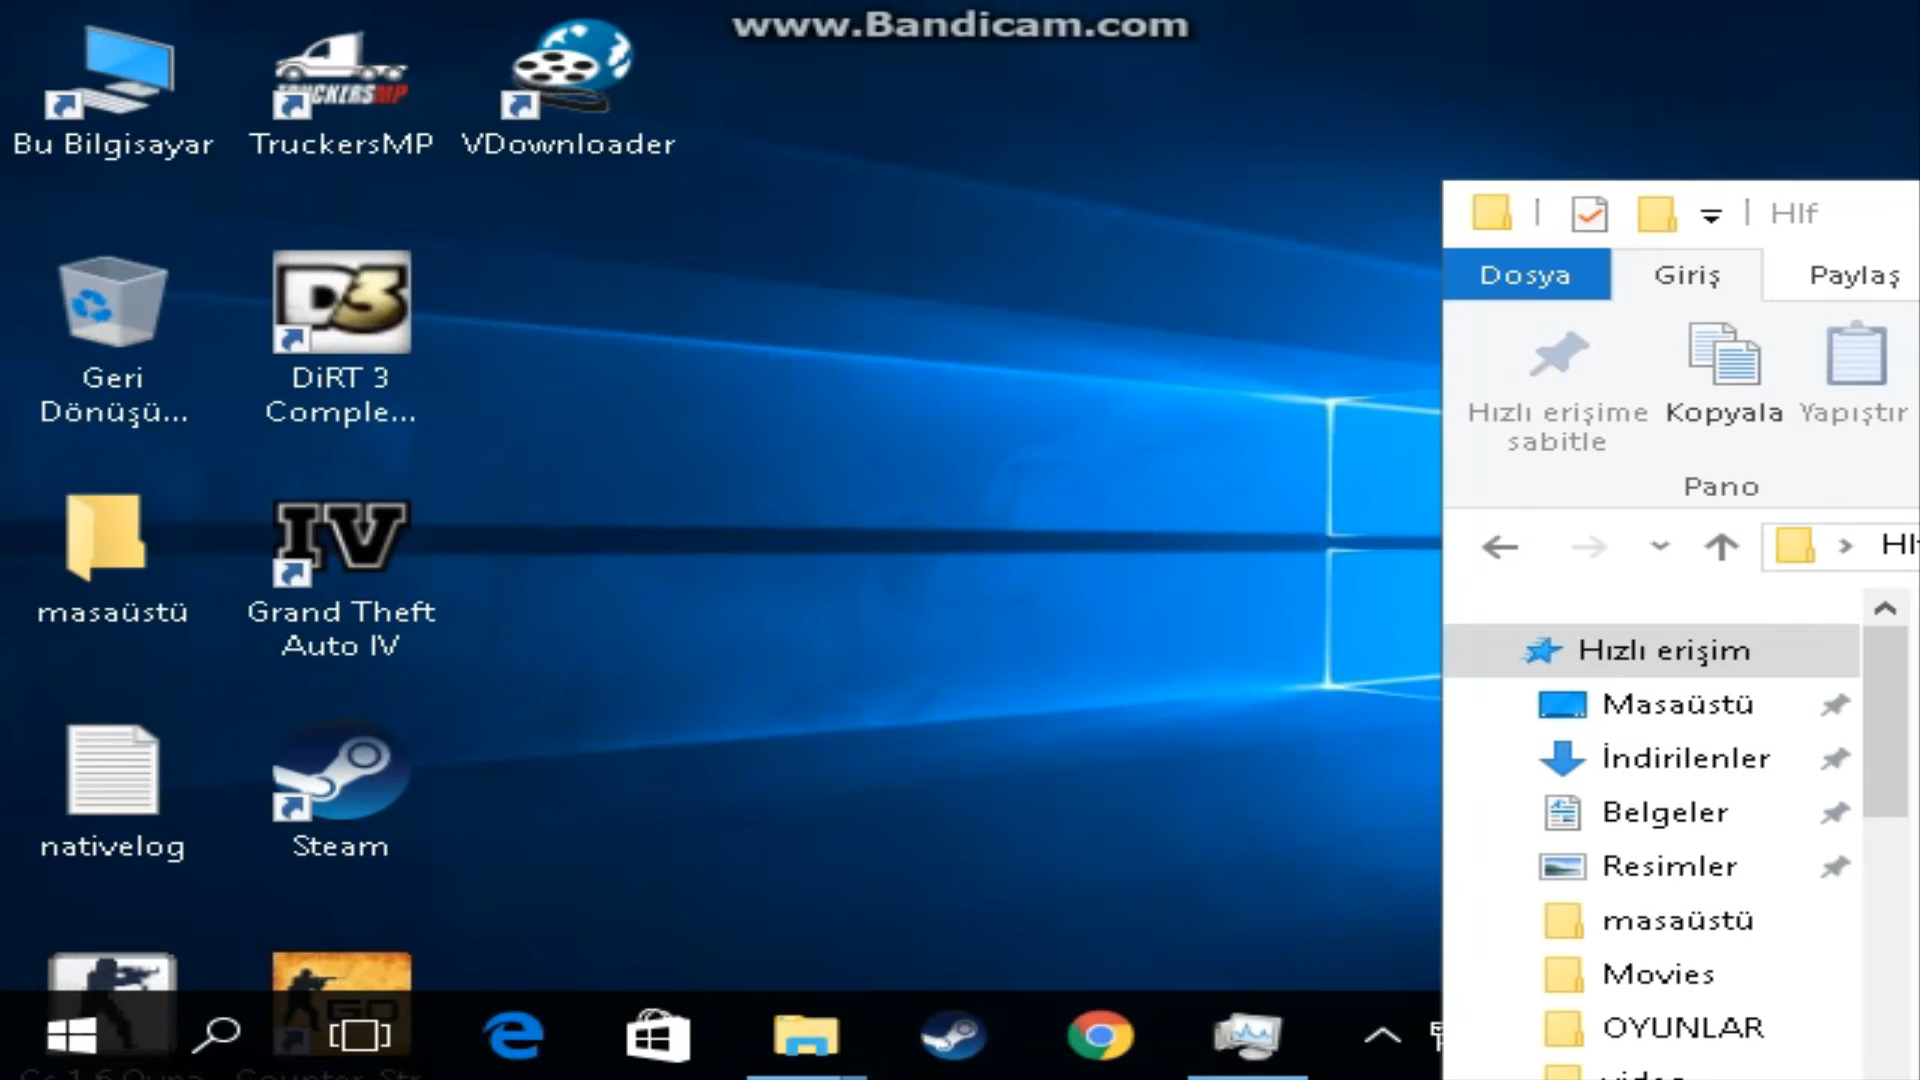 www.Bandicam.com
Bu Bilgisayar
TruckersMP
VDownloader
Geri
Dönüşü...
DiRT 3
Comple...
masaüstü
Grand Theft
Auto IV
nativelog
Steam
Hlf
Dosya
Giriş
Paylaş
Hızlı erişime
sabitle
Kopyala
Yapıştır
Pano
Hızlı erişim
Masaüstü
İndirilenler
Belgeler
Resimler
masaüstü
Movies
OYUNLAR